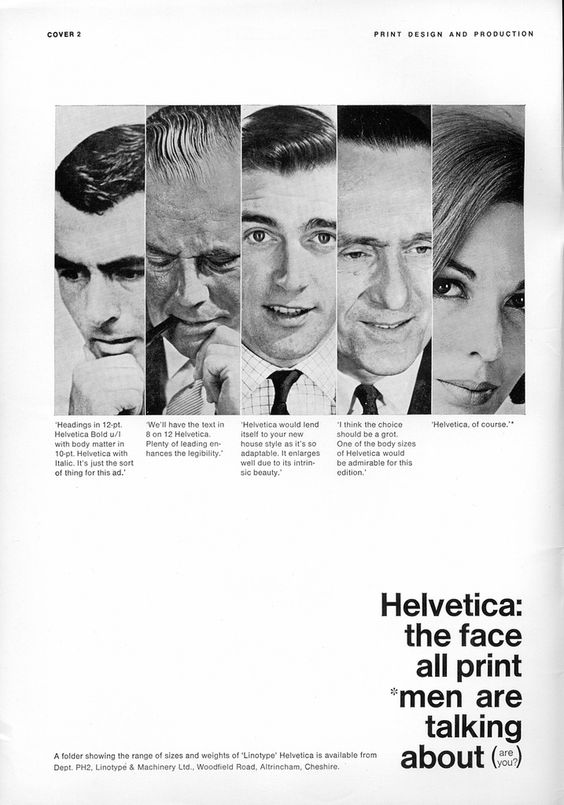 COVER 2
PRINT DESIGN AND PRODUCTION
'Headings in 12-pt.
Helvetica Bold u/l
with body matter in
10-pt. Helvetica with
Italic. It's just the sort
of thing for this ad.'
'We'll have the text in
8 on 12 Helvetica.
Plenty of leading en-
hances the legibility.'
'Helvetica would lend
itself to your new
house style as it's so
adaptable. It enlarges
well due to its intrin-
sic beauty.'
'I think the choice
should be a grot.
One of the body sizes
of Helvetica would
be admirable for this
edition.'
'Helvetica, of course.'*
Helvetica:
the face
all print
*men are
talking
about (are you?)
A folder showing the range of sizes and weights of 'Linotype' Helvetica is available from
Dept. PH2, Linotype & Machinery Ltd., Woodfield Road, Altrincham, Cheshire.